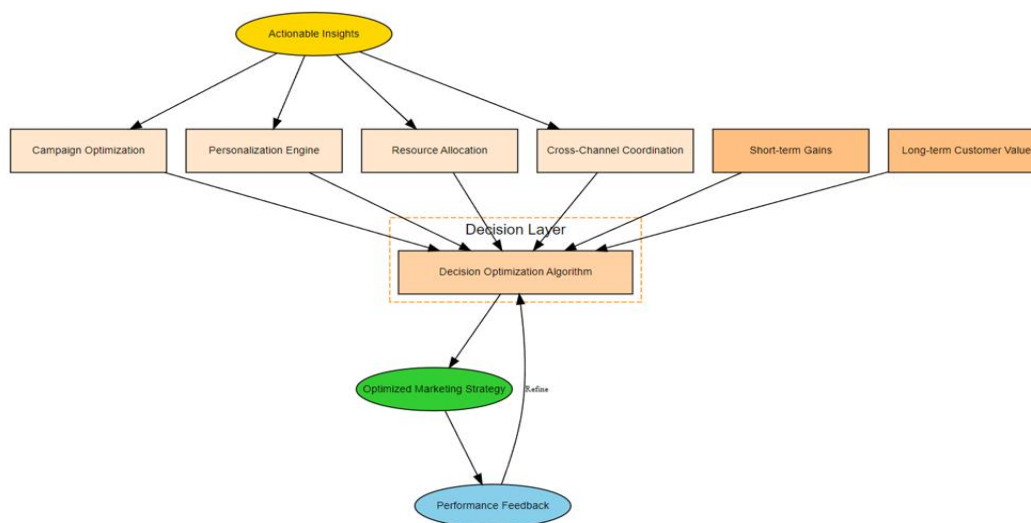 Actionable Insights
Campaign Optimization
Personalization Engine
Resource Allocation
Cross-Channel Coordination
Short-term Gains
Long-term Customer Value
Decision Layer
Decision Optimization Algorithm
Optimized Marketing Strategy
Refine
Performance Feedback